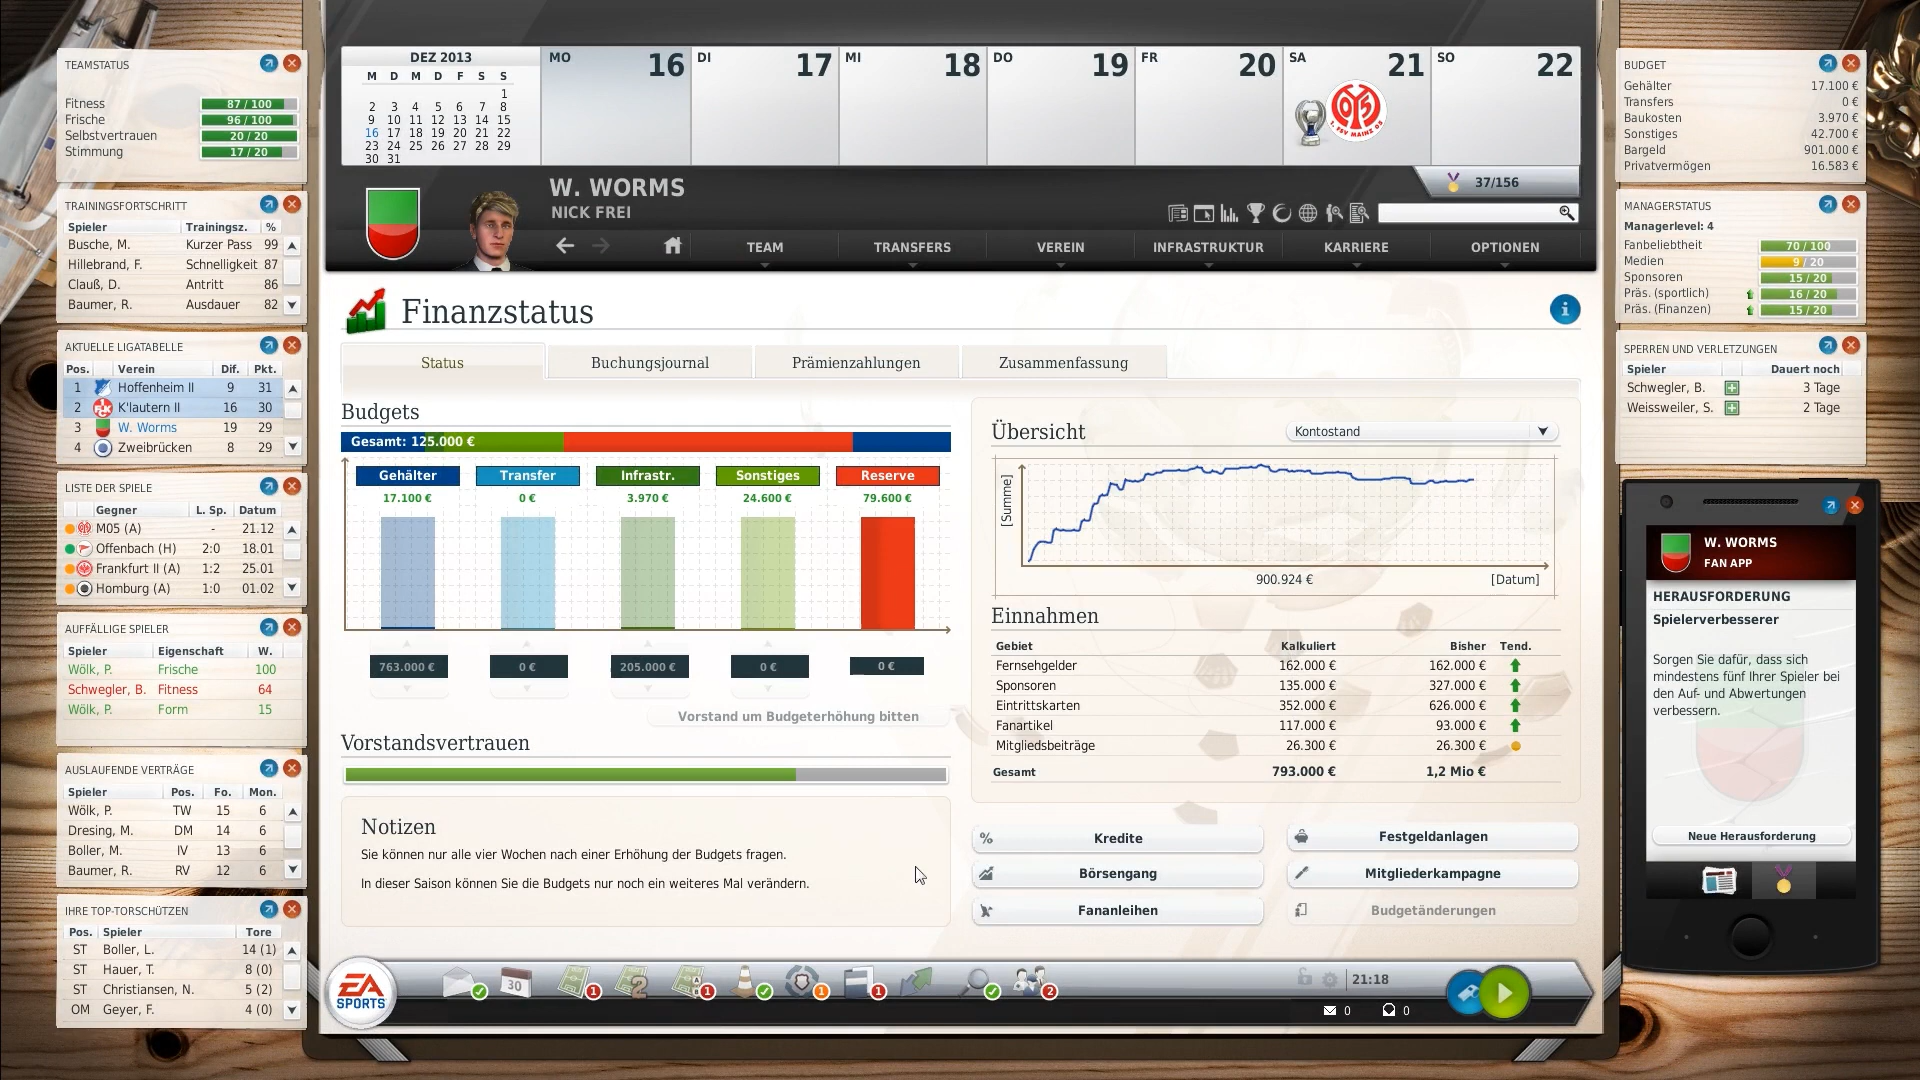 TEAMSTATUS
Fitness 87 / 100
Frische 96 / 100
Selbstvertrauen 20 / 20
Stimmung 17 / 20
TRAININGSFORTSCHRITT
Spieler Trainingsz. %
Busche, M. Kurzer Pass 99
Hillebrand, F. Schnelligkeit 87
Clauß, D. Antritt 86
Baumer, R. Ausdauer 82
AKTUELLE LIGATABELLE
Pos. Verein Dif. Pkt.
1 Hoffenheim II 9 31
2 K'lautern II 16 30
3 W. Worms 19 29
4 Zweibrücken 8 29
LISTE DER SPIELE
Gegner L. Sp. Datum
M05 (A) - 21.12
Offenbach (H) 2:0 18.01
Frankfurt II (A) 1:2 25.01
Homburg (A) 1:0 01.02
AUFFÄLLIGE SPIELER
Spieler Eigenschaft W.
Wölk, P. Frische 100
Schwegler, B. Fitness 64
Wölk, P. Form 15
AUSLAUFENDE VERTRÄGE
Spieler Pos. Fo. Mon.
Wölk, P. TW 15 6
Dresing, M. DM 14 6
Boller, M. IV 13 6
Baumer, R. RV 12 6
IHRE TOP-TORSCHÜTZEN
Pos. Spieler Tore
ST Boller, L. 14 (1)
ST Hauer, T. 8 (0)
ST Christiansen, N. 5 (2)
OM Geyer, F. 4 (0)
DEZ 2013
M D M D F S S
1
2 3 4 5 6 7 8
9 10 11 12 13 14 15
16 17 18 19 20 21 22
23 24 25 26 27 28 29
30 31
MO 16 DI 17 MI 18 DO 19 FR 20 SA 21 SO 22
1. FSV MAINZ 05
W. WORMS
NICK FREI
37/156
TEAM TRANSFERS VEREIN INFRASTRUKTUR KARRIERE OPTIONEN
Finanzstatus
Status Buchungsjournal Prämienzahlungen Zusammenfassung
Budgets
Gesamt: 125.000 €
Gehälter Transfer Infrastr. Sonstiges Reserve
17.100 € 0 € 3.970 € 24.600 € 79.600 €
763.000 € 0 € 205.000 € 0 € 0 €
Vorstand um Budgeterhöhung bitten
Vorstandsvertrauen
Notizen
Sie können nur alle vier Wochen nach einer Erhöhung der Budgets fragen.
In dieser Saison können Sie die Budgets nur noch ein weiteres Mal verändern.
Übersicht
Kontostand
[Summe]
900.924 €
[Datum]
Einnahmen
Gebiet Kalkuliert Bisher Tend.
Fernsehgelder 162.000 € 162.000 €
Sponsoren 135.000 € 327.000 €
Eintrittskarten 352.000 € 626.000 €
Fanartikel 117.000 € 93.000 €
Mitgliedsbeiträge 26.300 € 26.300 €
Gesamt 793.000 € 1,2 Mio €
Kredite Festgeldanlagen
Börsengang Mitgliederkampagne
Fananleihen Budgetänderungen
EA SPORTS
30 1 2 1 1 1 2
21:18
0 0
BUDGET
Gehälter 17.100 €
Transfers 0 €
Baukosten 3.970 €
Sonstiges 42.700 €
Bargeld 901.000 €
Privatvermögen 16.583 €
MANAGERSTATUS
Managerlevel: 4
Fanbeliebtheit 70 / 100
Medien 9 / 20
Sponsoren 15 / 20
Präs. (sportlich) 16 / 20
Präs. (Finanzen) 15 / 20
SPERREN UND VERLETZUNGEN
Spieler Dauert noch
Schwegler, B. 3 Tage
Weissweiler, S. 2 Tage
W. WORMS
FAN APP
HERAUSFORDERUNG
Spielerverbesserer
Sorgen Sie dafür, dass sich
mindestens fünf Ihrer Spieler bei
den Auf- und Abwertungen
verbessern.
Neue Herausforderung